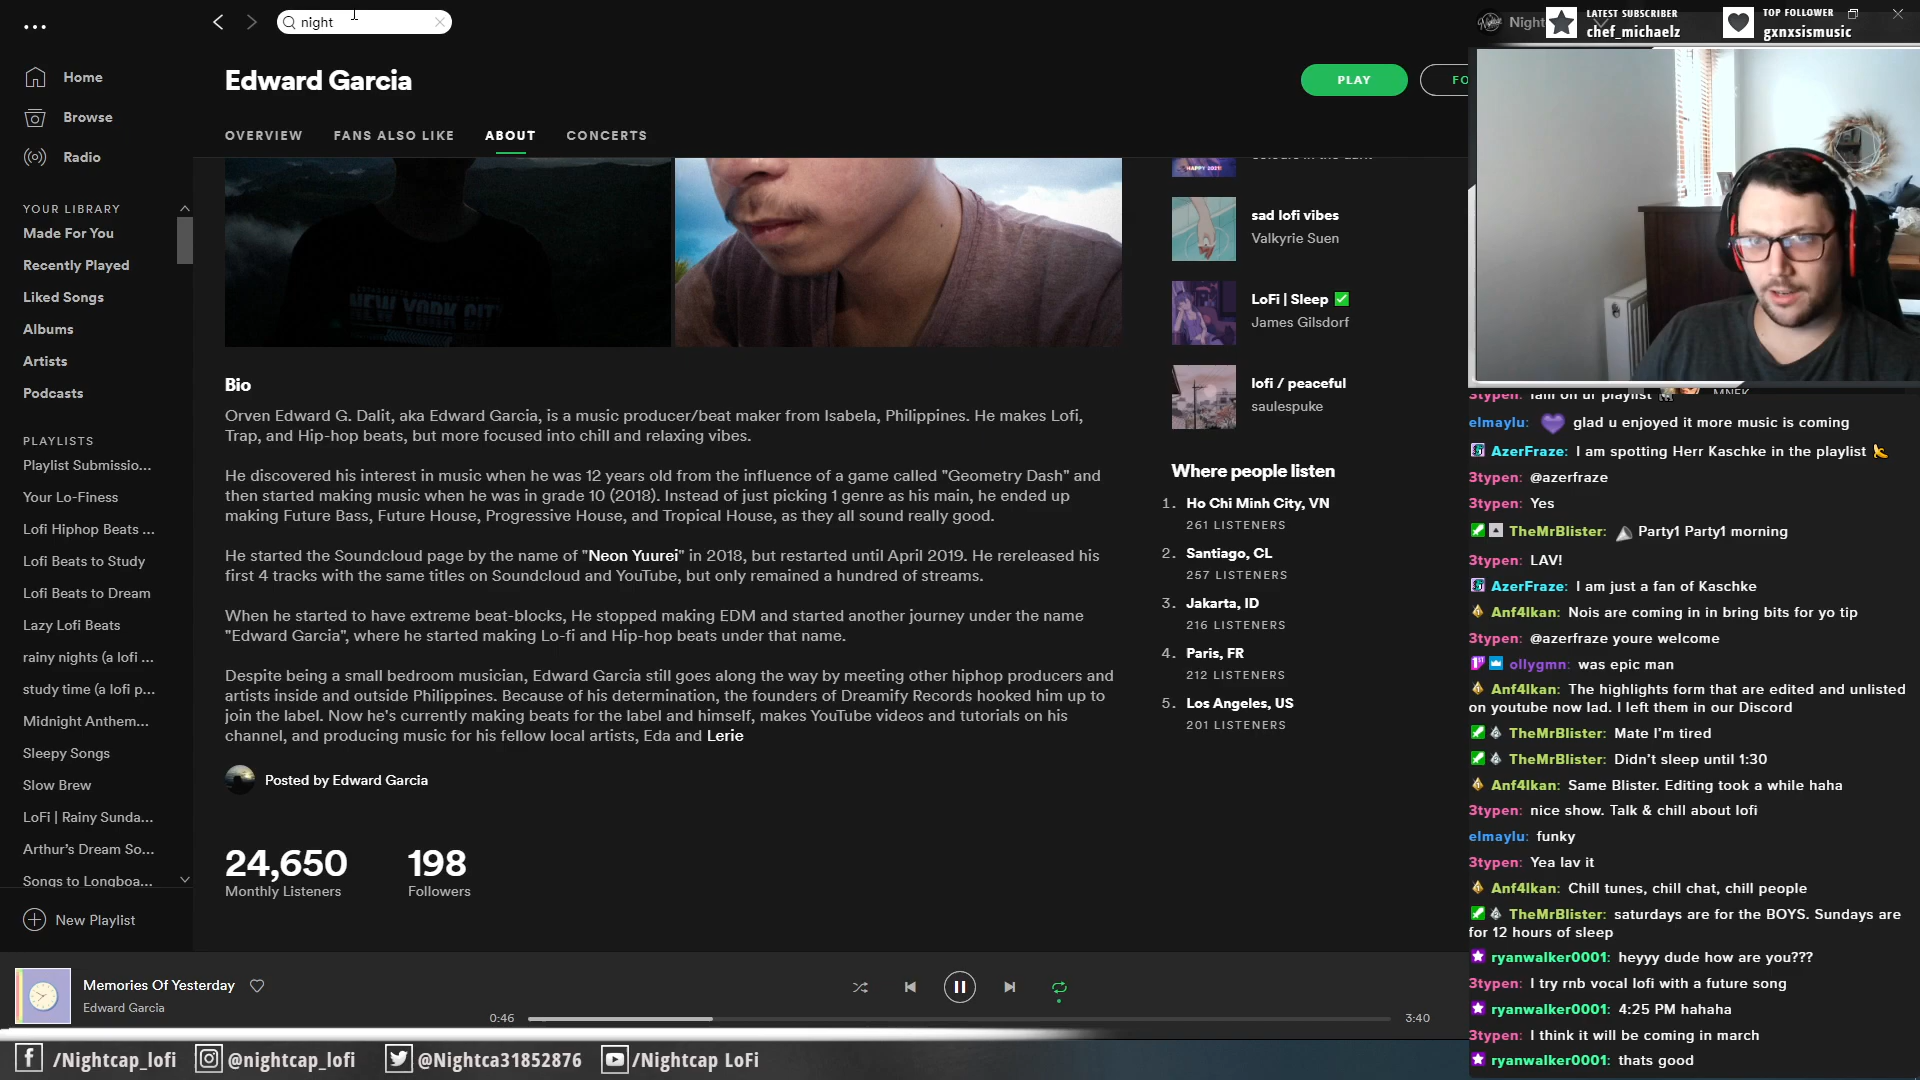 night
Home
Browse
Radio
YOUR LIBRARY
Made For You
Recently Played
Liked Songs
Albums
Artists
Podcasts
PLAYLISTS
Playlist Submissio...
Your Lo-Finess
Lofi Hiphop Beats ...
Lofi Beats to Study
Lofi Beats to Dream
Lazy Lofi Beats
rainy nights (a lofi ...
study time (a lofi p...
Midnight Anthem...
Sleepy Songs
Slow Brew
LoFi | Rainy Sunda...
Arthur's Dream So...
Songs to Longboa...
New Playlist
Edward Garcia
PLAY
FO
OVERVIEW
FANS ALSO LIKE
ABOUT
CONCERTS
NEW YORK CITY
Bio
Orven Edward G. Dalit, aka Edward Garcia, is a music producer/beat maker from Isabela, Philippines. He makes Lofi,
Trap, and Hip-hop beats, but more focused into chill and relaxing vibes.
He discovered his interest in music when he was 12 years old from the influence of a game called "Geometry Dash" and
then started making music when he was in grade 10 (2018). Instead of just picking 1 genre as his main, he ended up
making Future Bass, Future House, Progressive House, and Tropical House, as they all sound really good.
He started the Soundcloud page by the name of "Neon Yuurei" in 2018, but restarted until April 2019. He rereleased his
first 4 tracks with the same titles on Soundcloud and YouTube, but only remained a hundred of streams.
When he started to have extreme beat-blocks, He stopped making EDM and started another journey under the name
"Edward Garcia", where he started making Lo-fi and Hip-hop beats under that name.
Despite being a small bedroom musician, Edward Garcia still goes along the way by meeting other hiphop producers and
artists inside and outside Philippines. Because of his determination, the founders of Dreamify Records hooked him up to
join the label. Now he's currently making beats for the label and himself, makes YouTube videos and tutorials on his
channel, and producing music for his fellow local artists, Eda and Lerie
Posted by Edward Garcia
24,650
Monthly Listeners
198
Followers
HAPPY 2021!
sad lofi vibes
Valkyrie Suen
LoFi | Sleep ✅
James Gilsdorf
lofi / peaceful
saulespuke
Where people listen
1. Ho Chi Minh City, VN
261 LISTENERS
2. Santiago, CL
257 LISTENERS
3. Jakarta, ID
216 LISTENERS
4. Paris, FR
212 LISTENERS
5. Los Angeles, US
201 LISTENERS
Memories Of Yesterday
Edward Garcia
0:46
3:40
/Nightcap_lofi
@nightcap_lofi
@Nightca31852876
/Nightcap LoFi
Night
LATEST SUBSCRIBER
chef_michaelz
TOP FOLLOWER
gxnxsismusic
MNEK
3typen: Iam on ur playlist
elmaylu: glad u enjoyed it more music is coming
AzerFraze: I am spotting Herr Kaschke in the playlist
3typen: @azerfraze
3typen: Yes
TheMrBlister: Party1 Party1 morning
3typen: LAV!
AzerFraze: I am just a fan of Kaschke
Anf4lkan: Nois are coming in in bring bits for yo tip
3typen: @azerfraze youre welcome
ollygmn: was epic man
Anf4lkan: The highlights form that are edited and unlisted
on youtube now lad. I left them in our Discord
TheMrBlister: Mate I'm tired
TheMrBlister: Didn't sleep until 1:30
Anf4lkan: Same Blister. Editing took a while haha
3typen: nice show. Talk & chill about lofi
elmaylu: funky
3typen: Yea lav it
Anf4lkan: Chill tunes, chill chat, chill people
TheMrBlister: saturdays are for the BOYS. Sundays are
for 12 hours of sleep
ryanwalker0001: heyyy dude how are you???
3typen: I try rnb vocal lofi with a future song
ryanwalker0001: 4:25 PM hahaha
3typen: I think it will be coming in march
ryanwalker0001: thats good